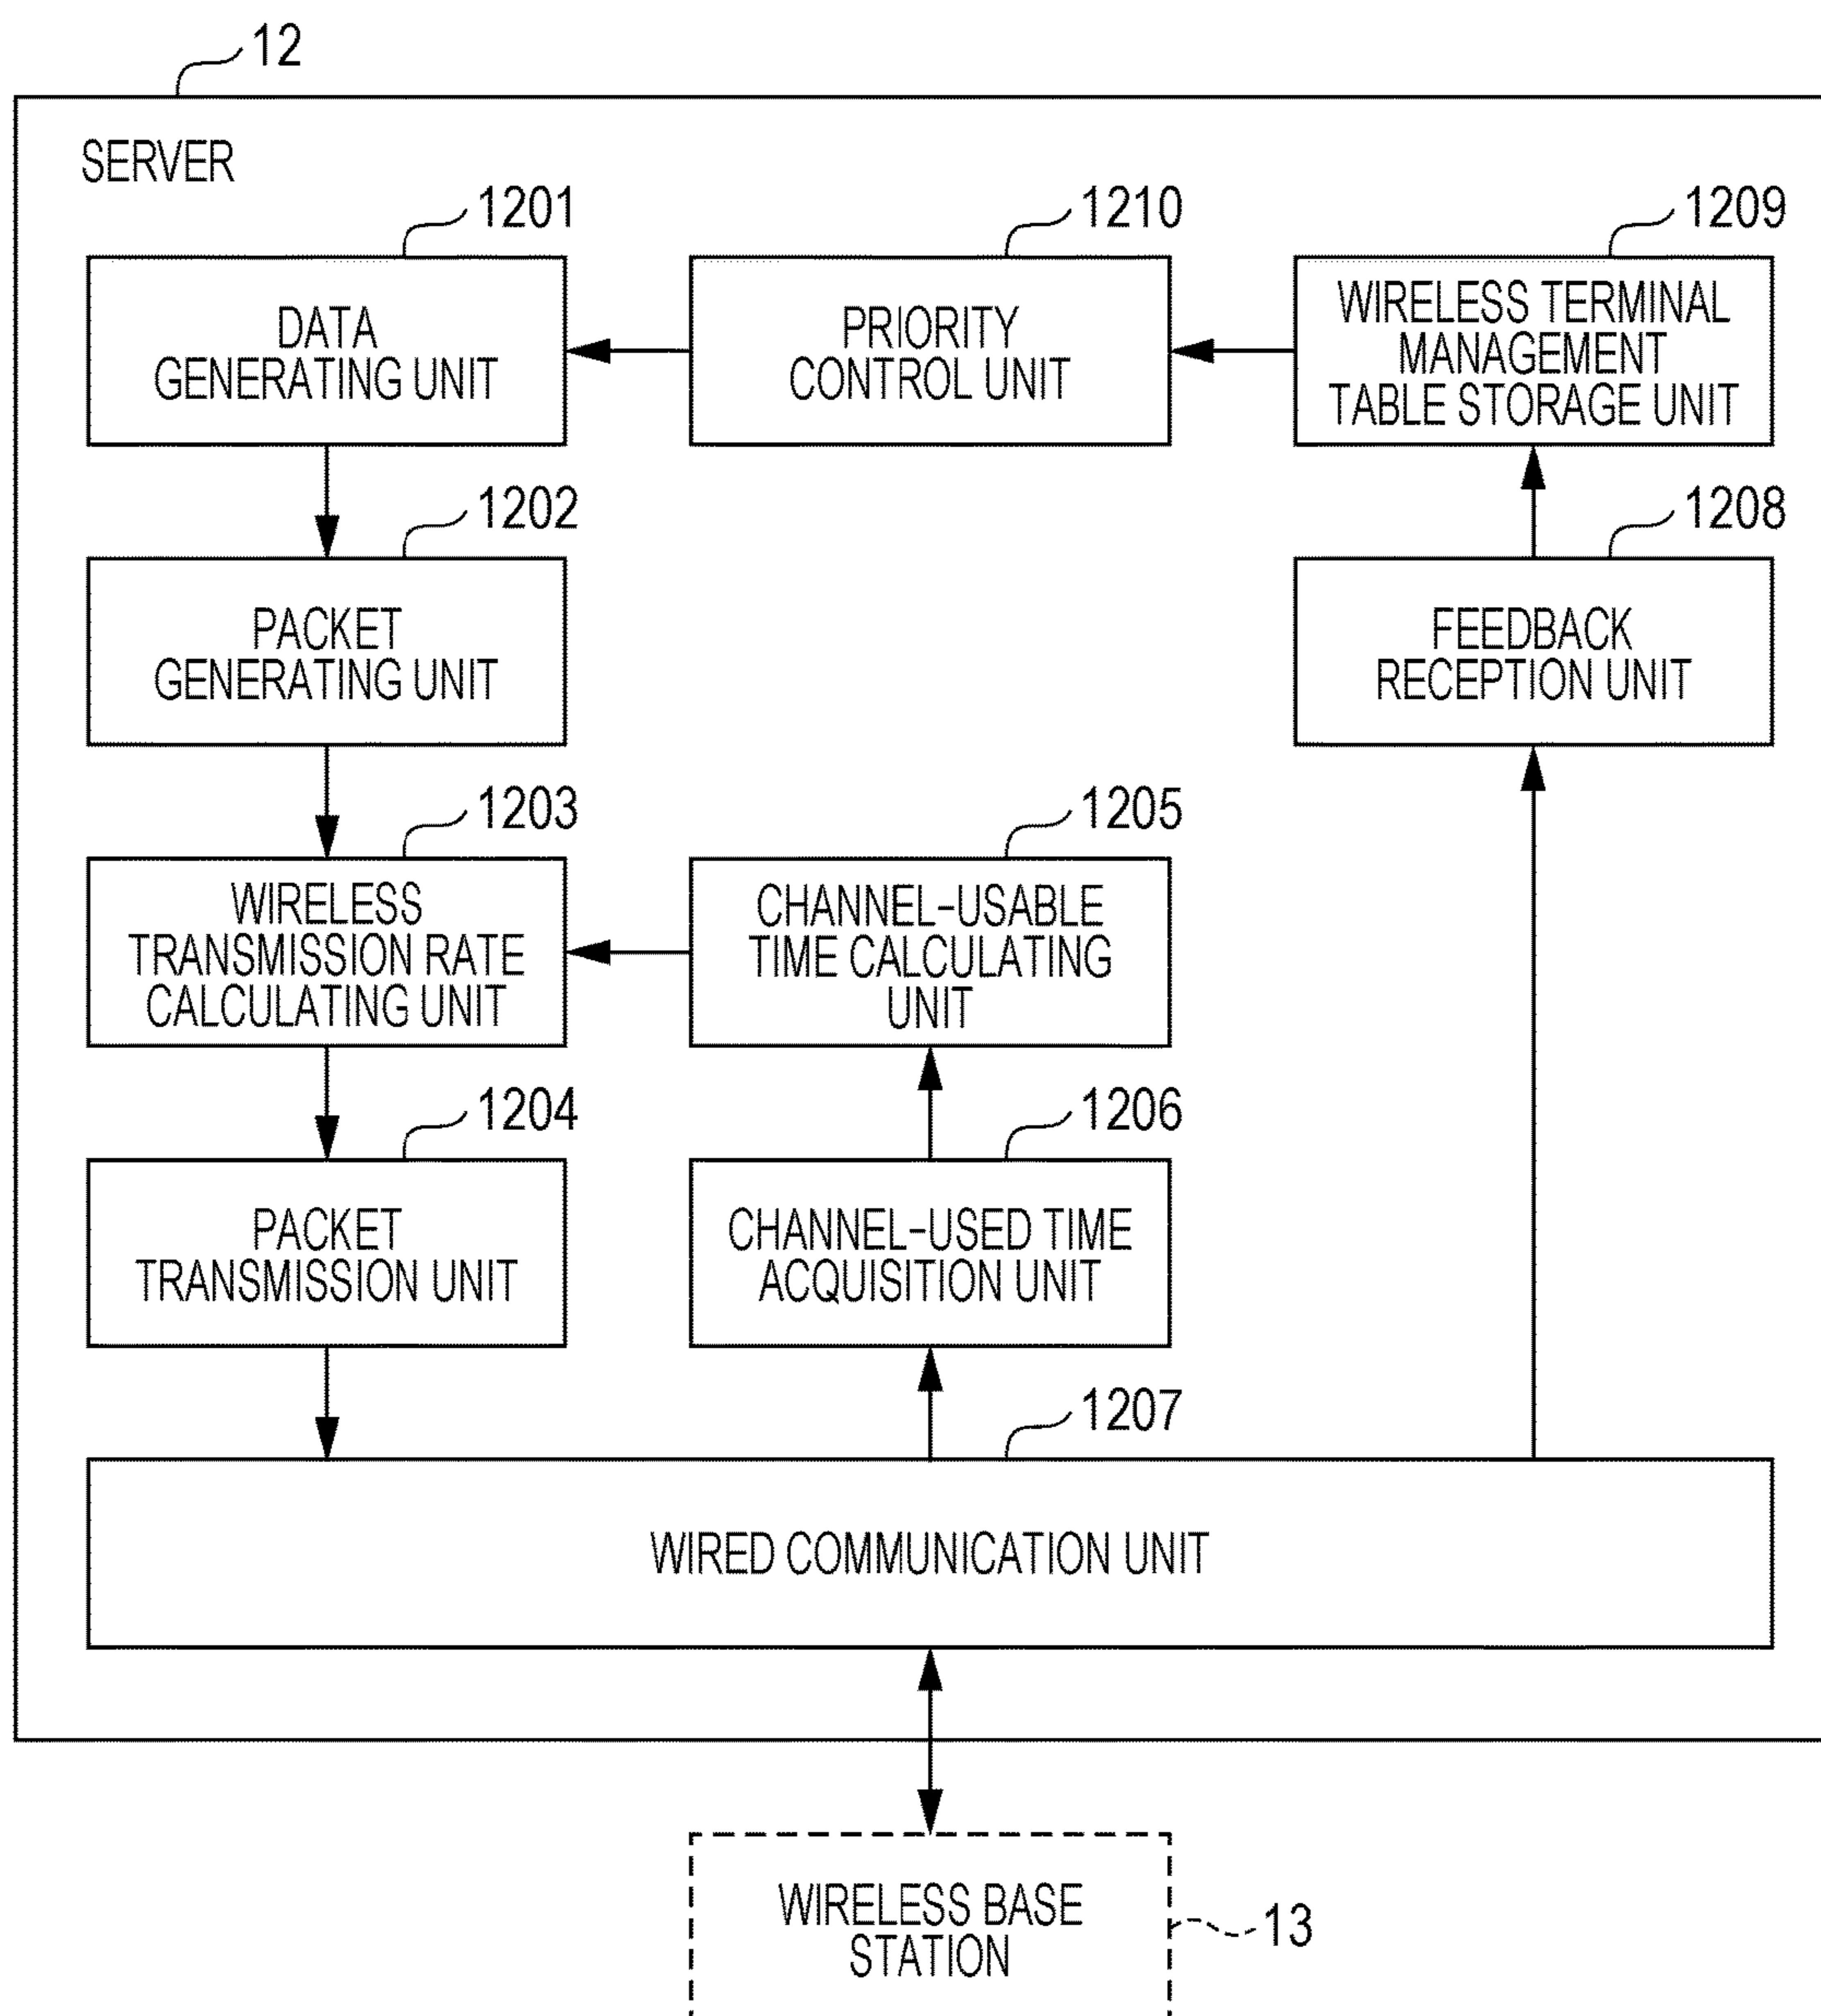 12
SERVER
1201
1210
1209
DATA
GENERATING UNIT
PRIORITY
CONTROL UNIT
WIRELESS TERMINAL
MANAGEMENT
TABLE STORAGE UNIT
1202
1208
PACKET
GENERATING UNIT
FEEDBACK
RECEPTION UNIT
1203
1205
WIRELESS
TRANSMISSION RATE
CALCULATING UNIT
CHANNEL-USABLE
TIME CALCULATING
UNIT
1204
1206
PACKET
TRANSMISSION UNIT
CHANNEL-USED TIME
ACQUISITION UNIT
1207
WIRED COMMUNICATION UNIT
WIRELESS BASE
STATION
13